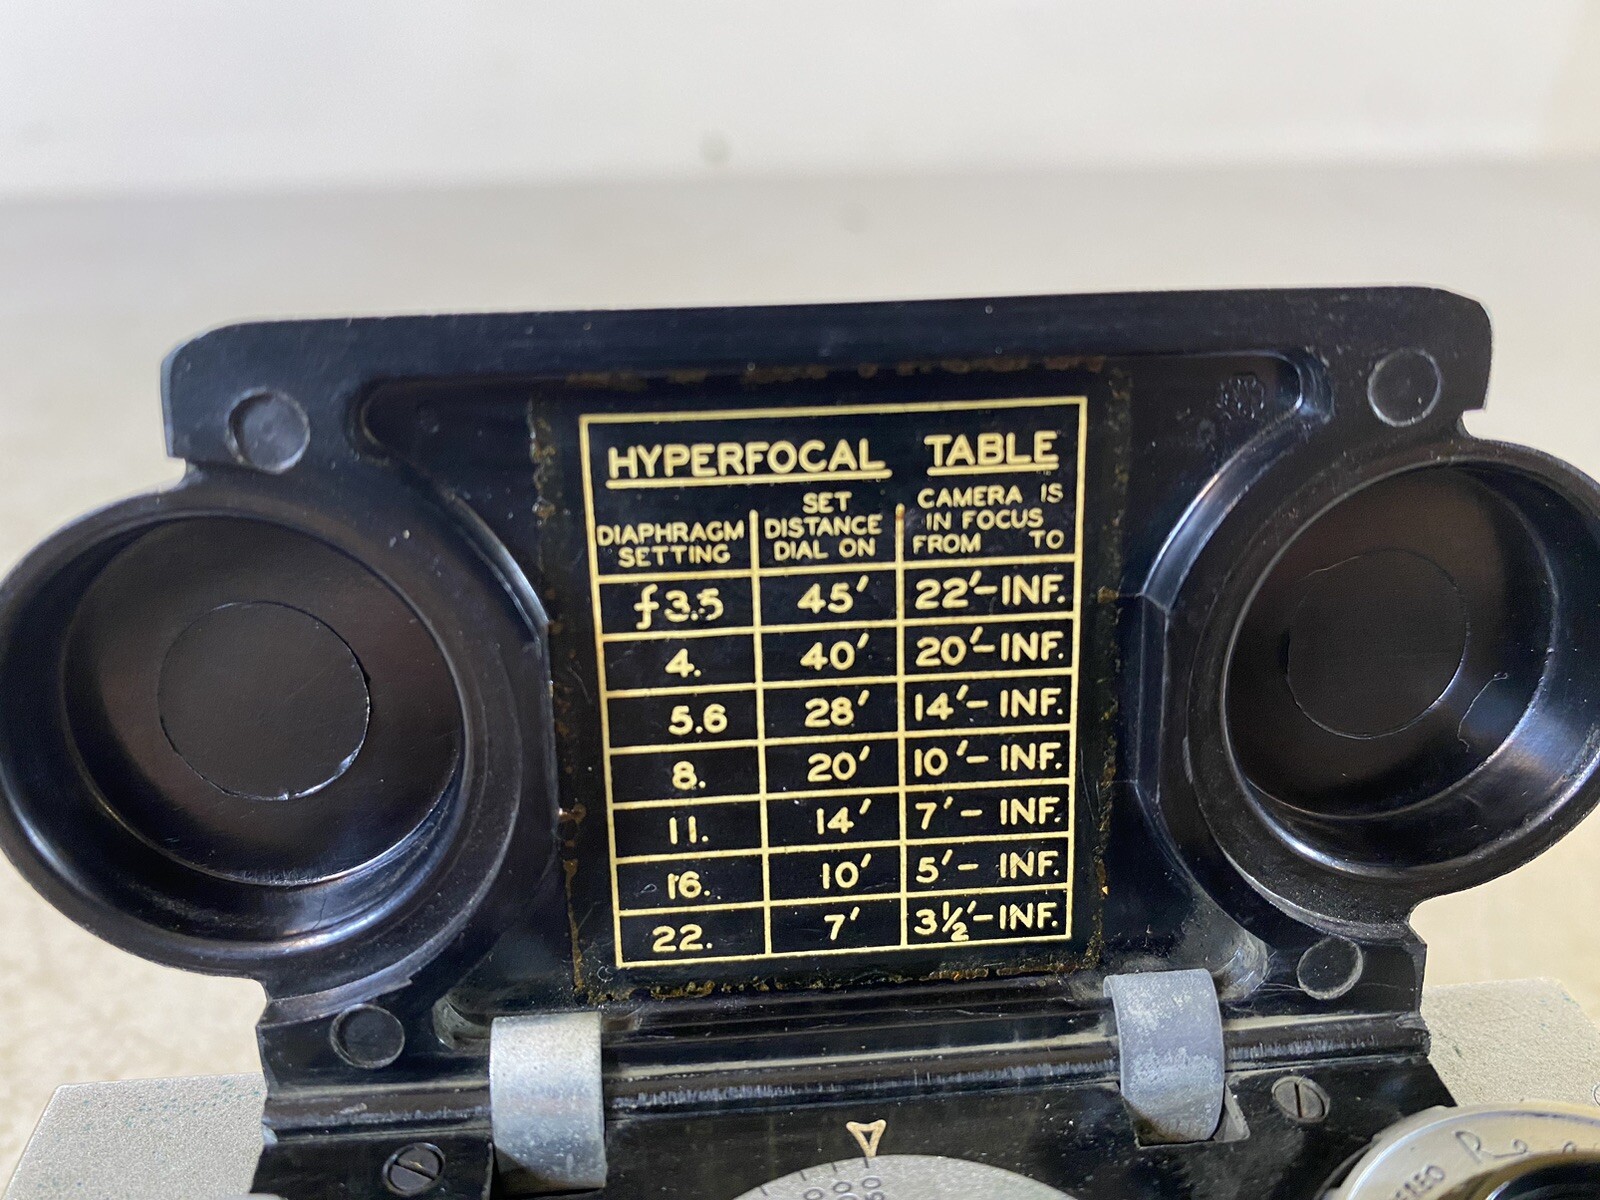 HYPERFOCAL TABLE
DIAPHRAGM SETTING SET DISTANCE DIAL ON CAMERA IS IN FOCUS FROM TO
f3.5 45′ 22′-INF.
4. 40′ 20′-INF.
5.6 28′ 14′- INF.
8. 20′ 10′- INF.
11. 14′ 7′- INF.
16. 10′ 5′- INF.
22. 7′ 3½′-INF.